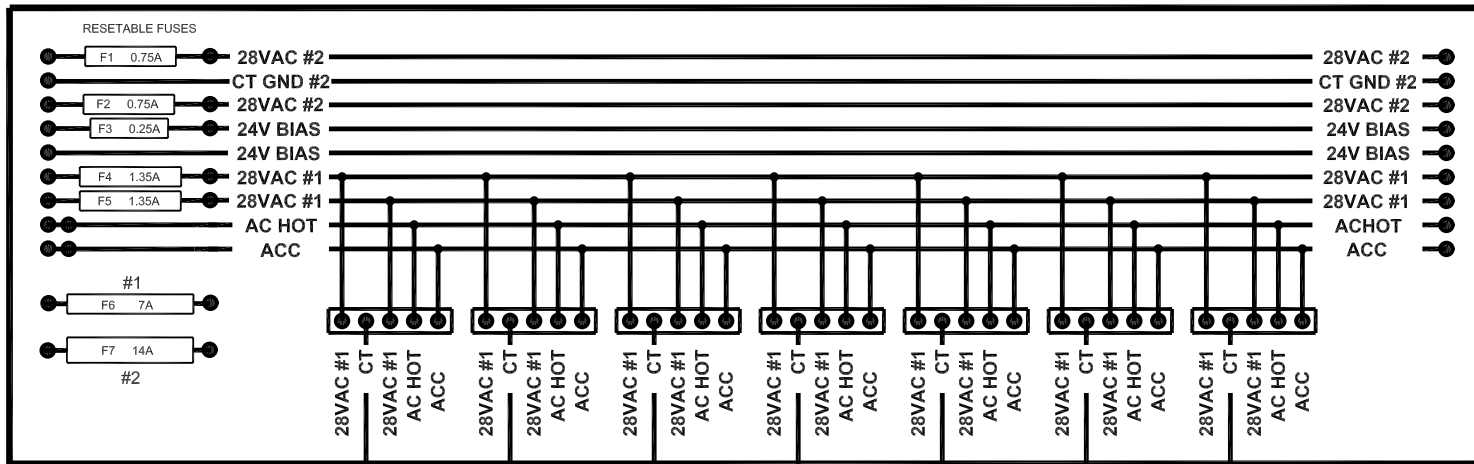 RESETABLE FUSES
F1 0.75A 28VAC #2 28VAC #2
CT GND #2 CT GND #2
F2 0.75A 28VAC #2 28VAC #2
F3 0.25A 24V BIAS 24V BIAS
24V BIAS 24V BIAS
F4 1.35A 28VAC #1 28VAC #1
F5 1.35A 28VAC #1 28VAC #1
AC HOT ACHOT
ACC ACC
#1
F6 7A
F7 14A
#2
28VAC #1
CT
28VAC #1
AC HOT
ACC
28VAC #1
CT
28VAC #1
AC HOT
ACC
28VAC #1
CT
28VAC #1
AC HOT
ACC
28VAC #1
CT
28VAC #1
AC HOT
ACC
28VAC #1
CT
28VAC #1
AC HOT
ACC
28VAC #1
CT
28VAC #1
AC HOT
ACC
28VAC #1
CT
28VAC #1
AC HOT
ACC